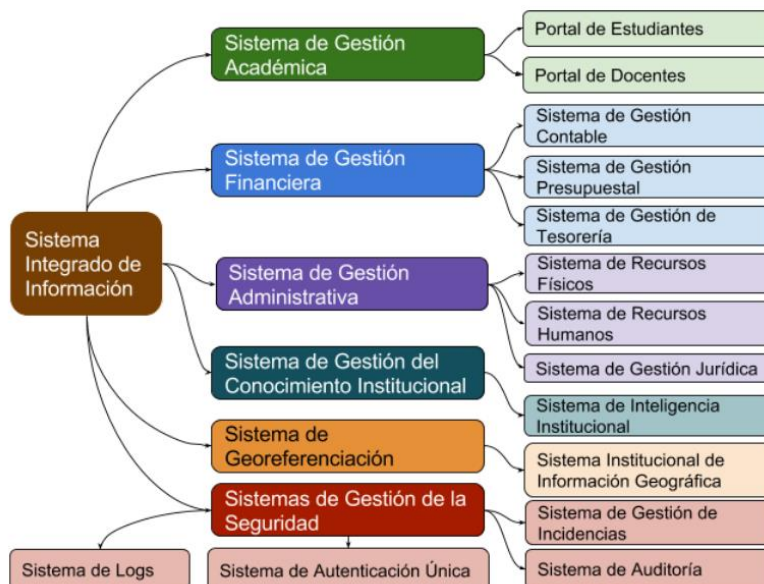 Sistema de Gestión
Académica
Portal de Estudiantes
Portal de Docentes
Sistema de Gestión
Financiera
Sistema de Gestión
Contable
Sistema de Gestión
Presupuestal
Sistema de Gestión de
Tesorería
Sistema
Integrado de
Información
Sistema de Gestión
Administrativa
Sistema de Recursos
Físicos
Sistema de Recursos
Humanos
Sistema de Gestión Jurídica
Sistema de Gestión del
Conocimiento Institucional
Sistema de Inteligencia
Institucional
Sistema de
Georeferenciación
Sistema Institucional de
Información Geográfica
Sistemas de Gestión de la
Seguridad
Sistema de Gestión de
Incidencias
Sistema de Logs
Sistema de Autenticación Única
Sistema de Auditoría